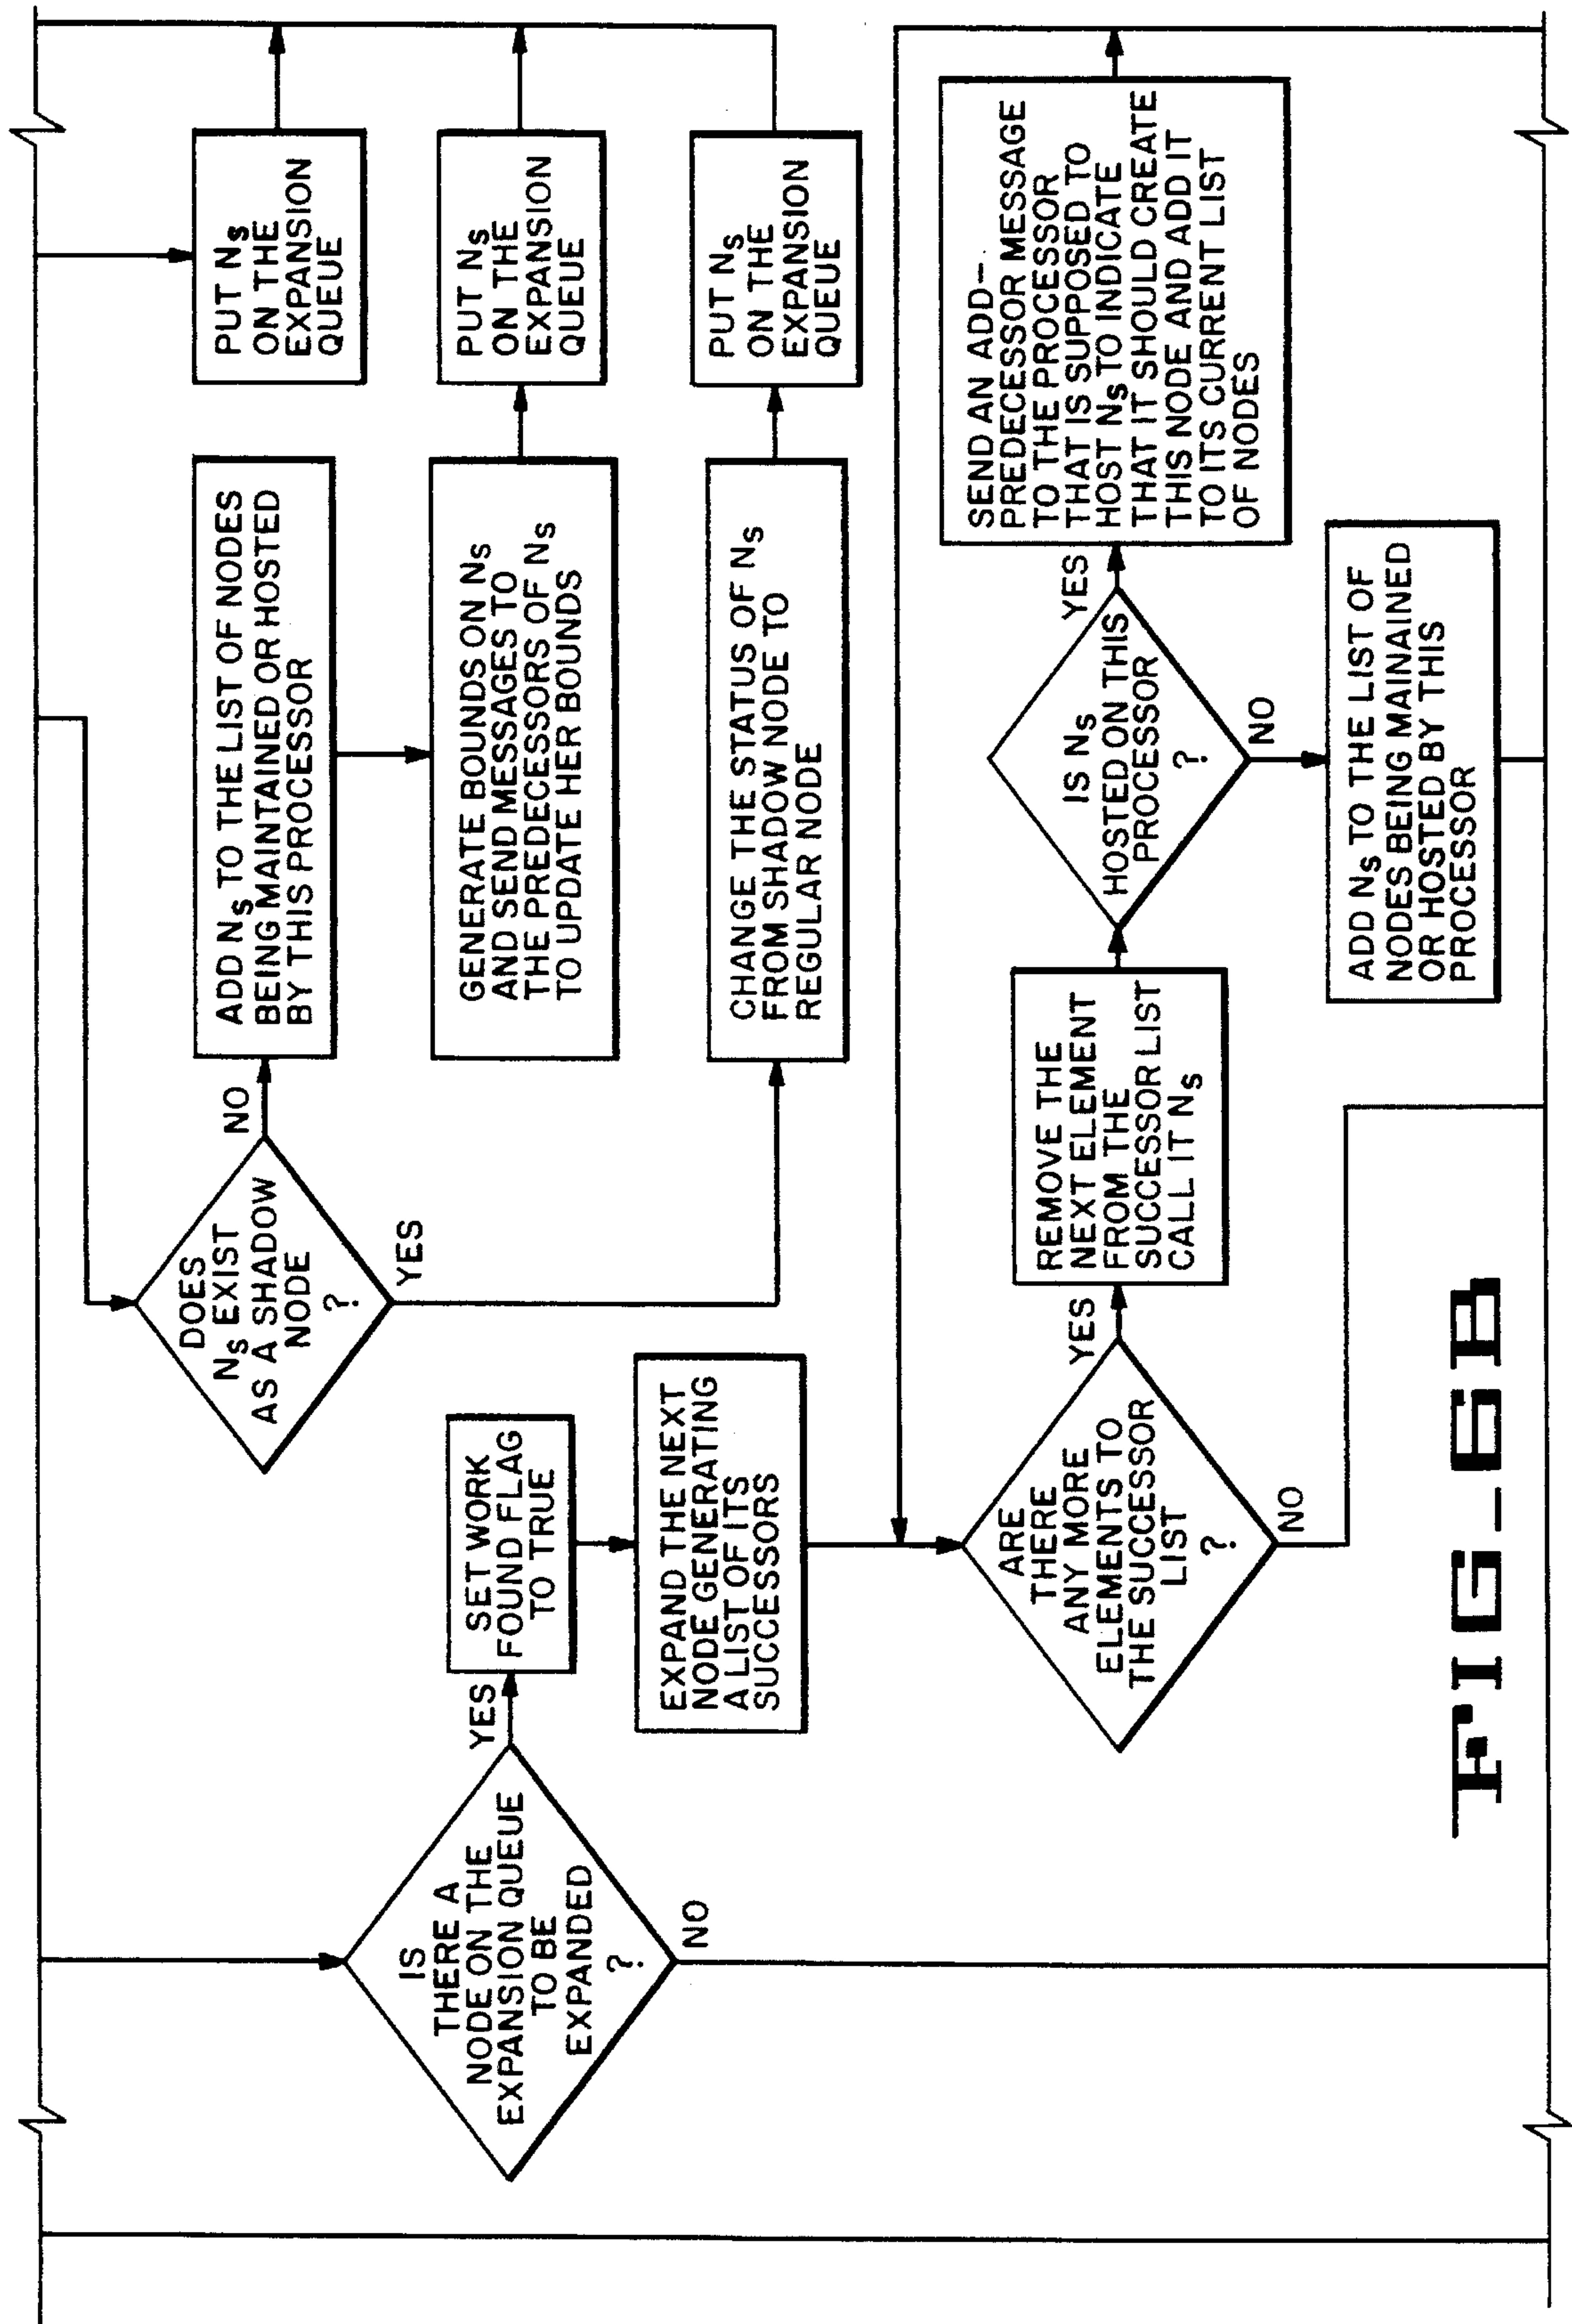 DOES
Ns EXIST
AS A SHADOW
NODE
?
NO
YES
ADD Ns TO THE LIST OF NODES
BEING MAINTAINED OR HOSTED
BY THIS PROCESSOR
PUT Ns
ON THE
EXPANSION
QUEUE
GENERATE BOUNDS ON Ns
AND SEND MESSAGES TO
THE PREDECESSORS OF Ns
TO UPDATE HER BOUNDS
PUT Ns
ON THE
EXPANSION
QUEUE
CHANGE THE STATUS OF Ns
FROM SHADOW NODE TO
REGULAR NODE
PUT Ns
ON THE
EXPANSION
QUEUE
IS
THERE A
NODE ON THE
EXPANSION QUEUE
TO BE
EXPANDED
?
YES
NO
SET WORK
FOUND FLAG
TO TRUE
EXPAND THE NEXT
NODE GENERATING
A LIST OF ITS
SUCCESSORS
ARE
THERE
ANY MORE
ELEMENTS TO
THE SUCCESSOR
LIST
?
YES
NO
REMOVE THE
NEXT ELEMENT
FROM THE
SUCCESSOR LIST
CALL IT Ns
IS Ns
HOSTED ON THIS
PROCESSOR
?
YES
NO
SEND AN ADD-
PREDECESSOR MESSAGE
TO THE PROCESSOR
THAT IS SUPPOSED TO
HOST Ns TO INDICATE
THAT IT SHOULD CREATE
THIS NODE AND ADD IT
TO ITS CURRENT LIST
OF NODES
ADD Ns TO THE LIST OF
NODES BEING MAINAINED
OR HOSTED BY THIS
PROCESSOR
FIG-6B